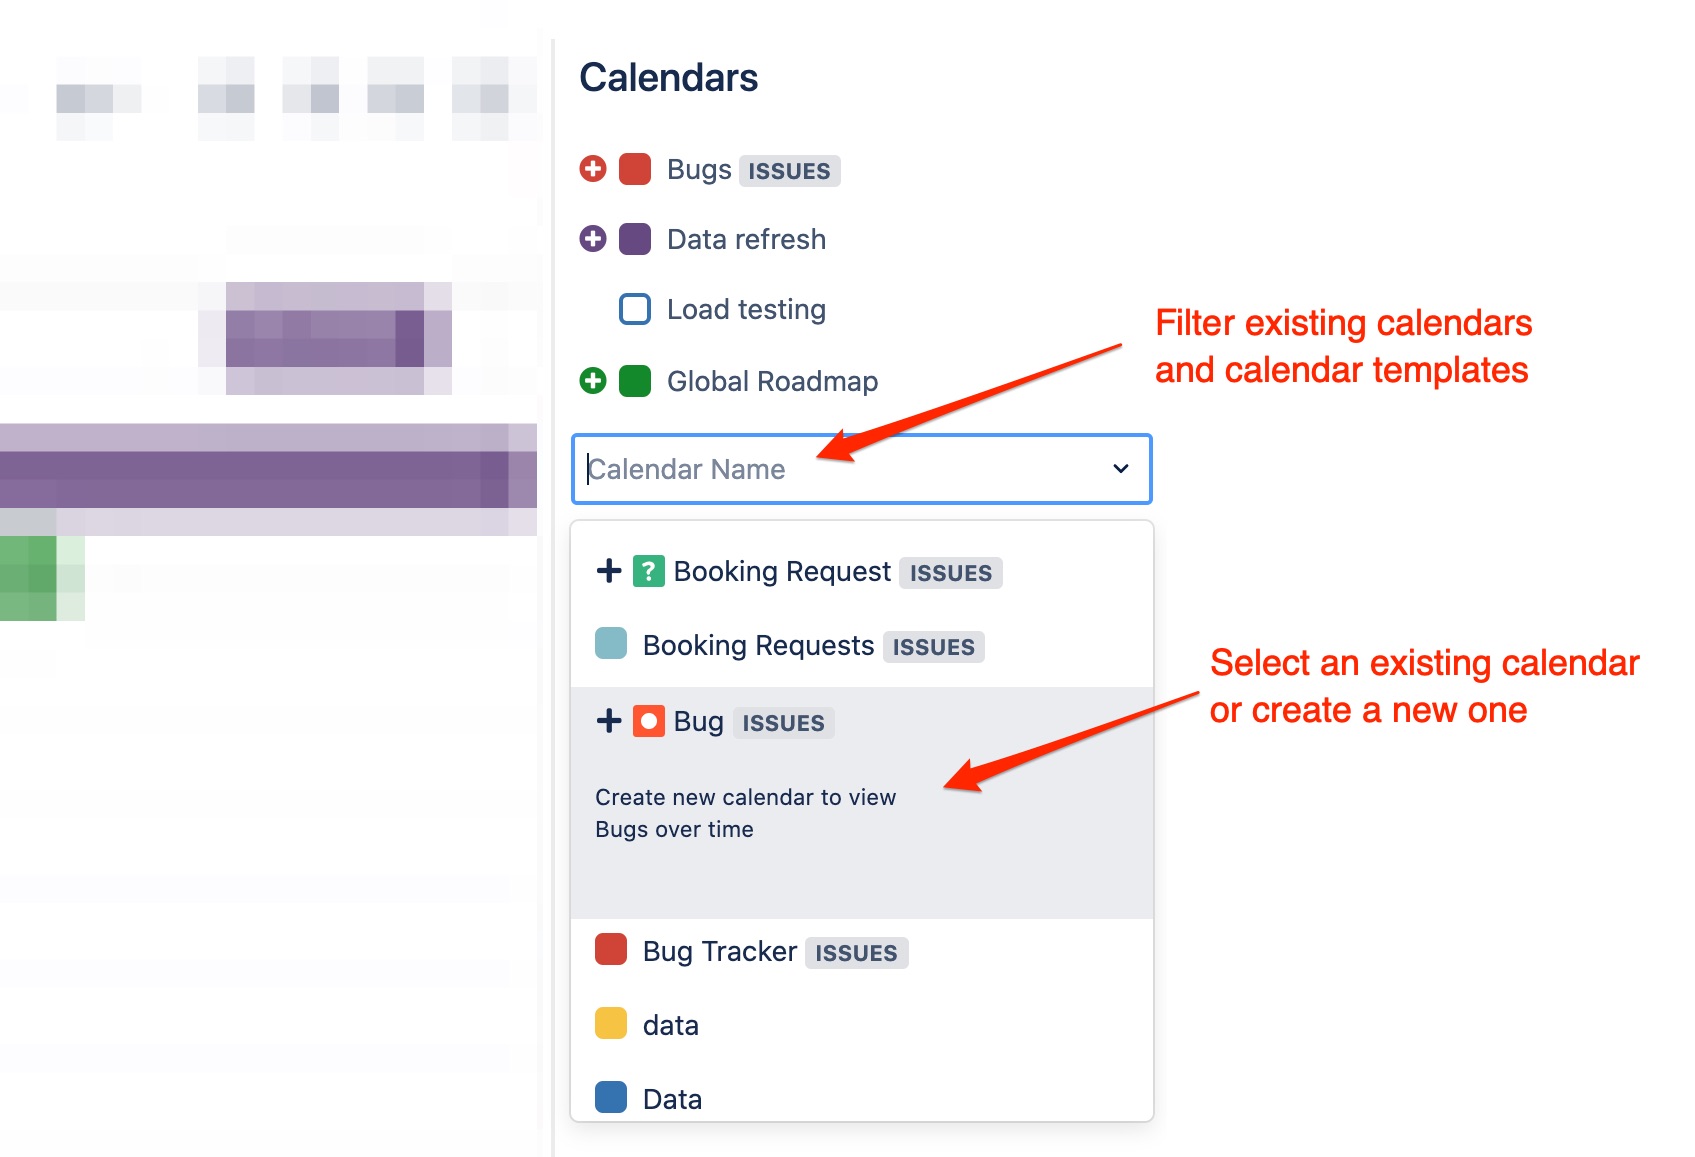 Calendars
Bugs ISSUES
Data refresh
Load testing
Global Roadmap
Filter existing calendars
and calendar templates
Calendar Name
? Booking Request ISSUES
Booking Requests ISSUES
Bug ISSUES
Create new calendar to view
Bugs over time
Select an existing calendar
or create a new one
Bug Tracker ISSUES
data
Data